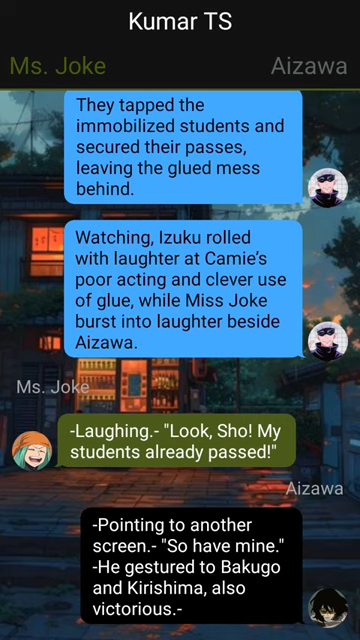 Kumar TS
Ms. Joke
Aizawa
They tapped the
immobilized students and
secured their passes,
leaving the glued mess
behind.
Watching, Izuku rolled
with laughter at Camie's
poor acting and clever use
of glue, while Miss Joke
burst into laughter beside
Aizawa.
Ms. Joke
-Laughing.- "Look, Sho! My
students already passed!"
Aizawa
-Pointing to another
screen.- "So have mine."
-He gestured to Bakugo
and Kirishima, also
victorious.-